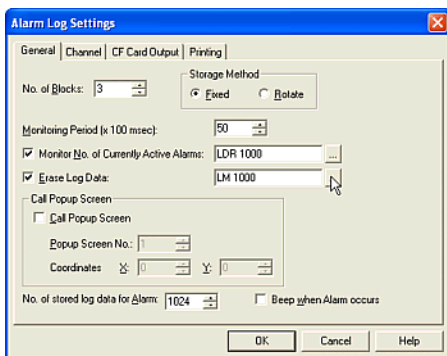 Alarm Log Settings
General Channel CF Card Output Printing
No. of Blocks: 3
Storage Method
Fixed Rotate
Monitoring Period (x 100 msec): 50
Monitor No. of Currently Active Alarms: LDR 1000 ...
Erase Log Data: LM 1000
Call Popup Screen
Call Popup Screen
Popup Screen No.: 1
Coordinates X: 0 Y: 0
No. of stored log data for Alarm: 1024 Beep when Alarm occurs
OK Cancel Help